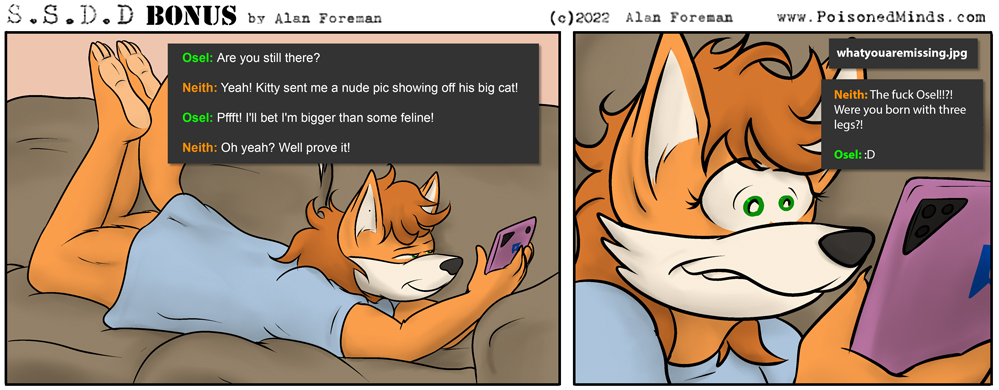 S.S.D.D BONUS by Alan Foreman (c)2022 Alan Foreman www.PoisonedMinds.com
Osel: Are you still there?
Neith: Yeah! Kitty sent me a nude pic showing off his big cat!
Osel: Pffft! I'll bet I'm bigger than some feline!
Neith: Oh yeah? Well prove it!
whatyouaremissing.jpg
Neith: The fuck Osel!!?!
Were you born with three
legs?!
Osel: :D